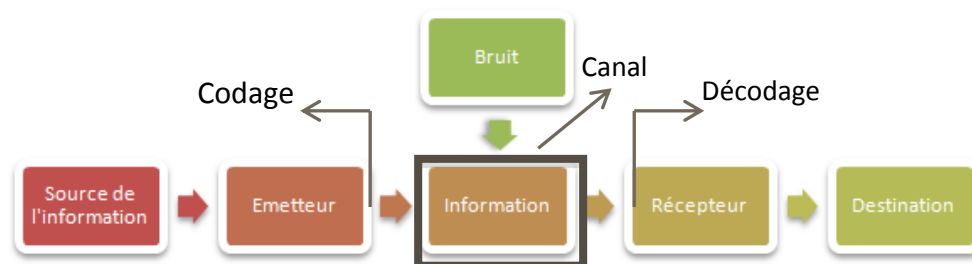 Bruit
Canal
Codage
Décodage
Source de
l'information
Emetteur
Information
Récepteur
Destination